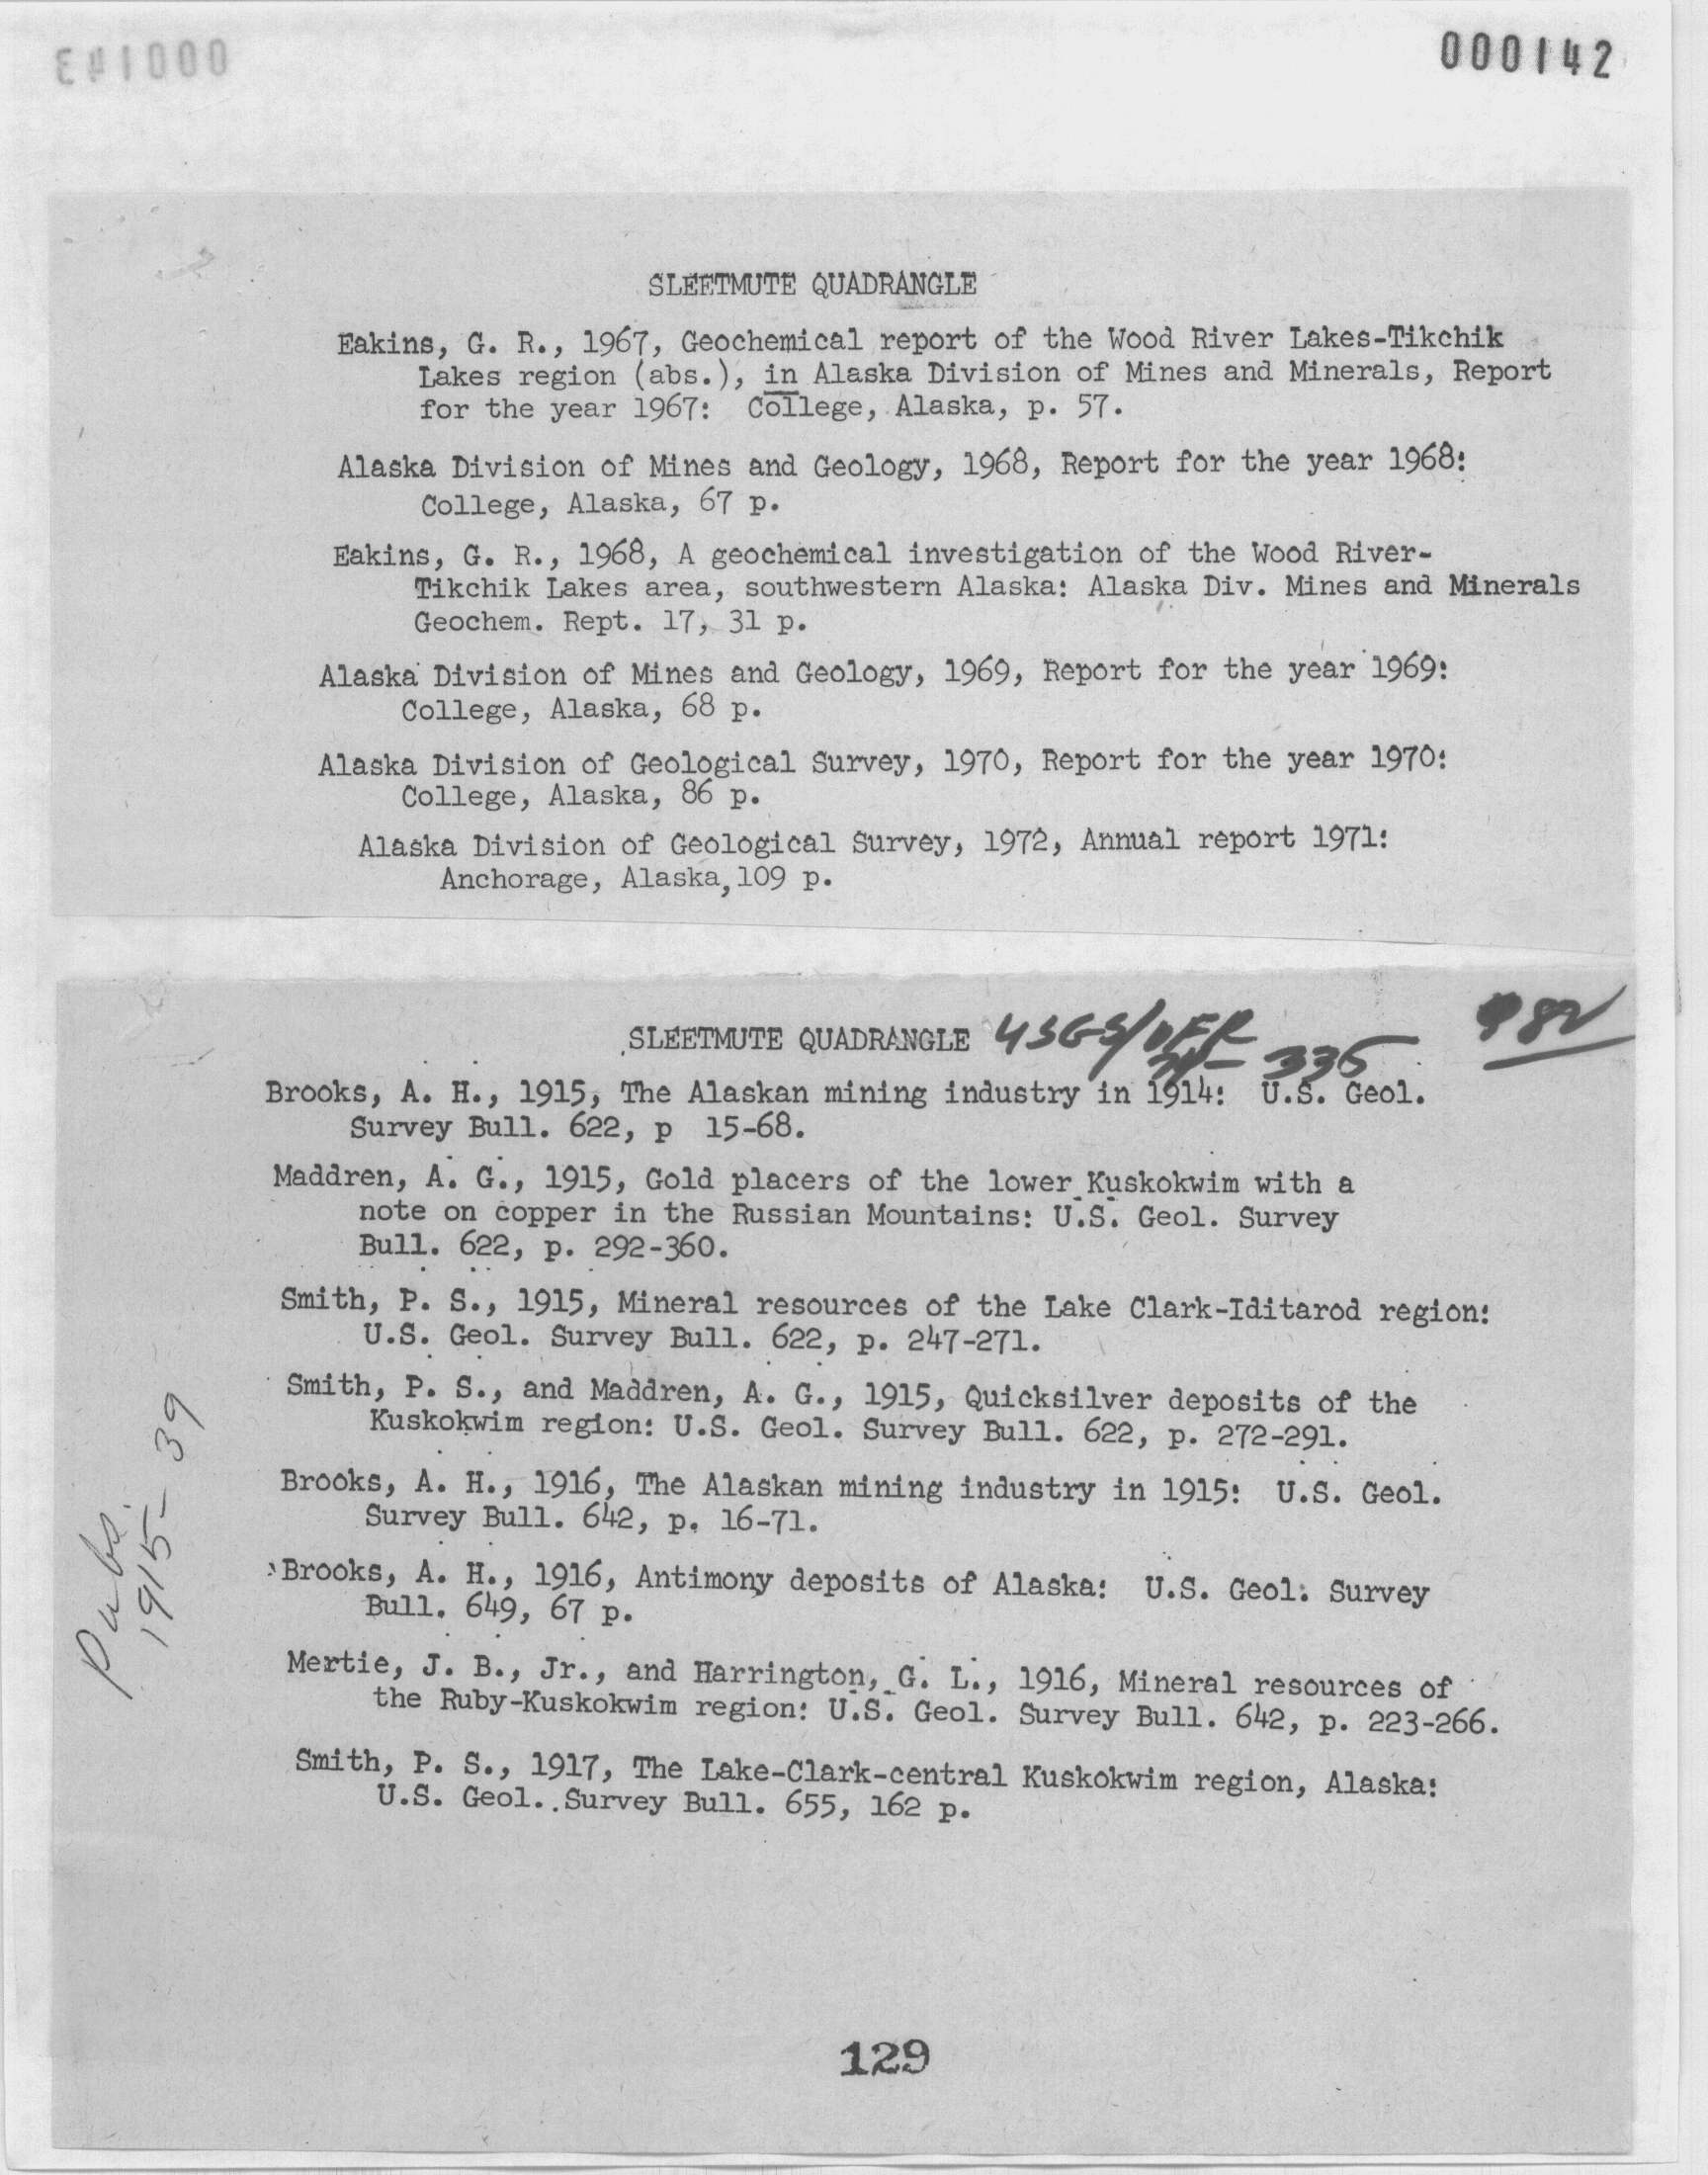 000142
SLEETMUTE QUADRANGLE
Eakins, G. R., 1967, Geochemical report of the Wood River Lakes-Tikchik
Lakes region (abs.), in Alaska Division of Mines and Minerals, Report
for the year 1967: College, Alaska, p. 57.
Alaska Division of Mines and Geology, 1968, Report for the year 1968:
College, Alaska, 67 p.
Eakins, G. R., 1968, A geochemical investigation of the Wood River-
Tikchik Lakes area, southwestern Alaska: Alaska Div. Mines and Minerals
Geochem. Rept. 17, 31 p.
Alaska Division of Mines and Geology, 1969, Report for the year 1969:
College, Alaska, 68 p.
Alaska Division of Geological Survey, 1970, Report for the year 1970:
College, Alaska, 86 p.
Alaska Division of Geological Survey, 1972, Annual report 1971:
Anchorage, Alaska, 109 p.
SLEETMUTE QUADRANGLE USGS/OFR 335
Brooks, A. H., 1915, The Alaskan mining industry in 1914: U.S. Geol.
Survey Bull. 622, p 15-68.
Maddren, A. G., 1915, Gold placers of the lower Kuskokwim with a
note on copper in the Russian Mountains: U.S. Geol. Survey
Bull. 622, p. 292-360.
Smith, P. S., 1915, Mineral resources of the Lake Clark-Iditarod region:
U.S. Geol. Survey Bull. 622, p. 247-271.
Smith, P. S., and Maddren, A. G., 1915, Quicksilver deposits of the
Kuskokwim region: U.S. Geol. Survey Bull. 622, p. 272-291.
Brooks, A. H., 1916, The Alaskan mining industry in 1915: U.S. Geol.
Survey Bull. 642, p. 16-71.
Brooks, A. H., 1916, Antimony deposits of Alaska: U.S. Geol. Survey
Bull. 649, 67 p.
Mertie, J. B., Jr., and Harrington, G. L., 1916, Mineral resources of
the Ruby-Kuskokwim region: U.S. Geol. Survey Bull. 642, p. 223-266.
Smith, P. S., 1917, The Lake-Clark-central Kuskokwim region, Alaska:
U.S. Geol. Survey Bull. 655, 162 p.
Pubs.
1915-39
129